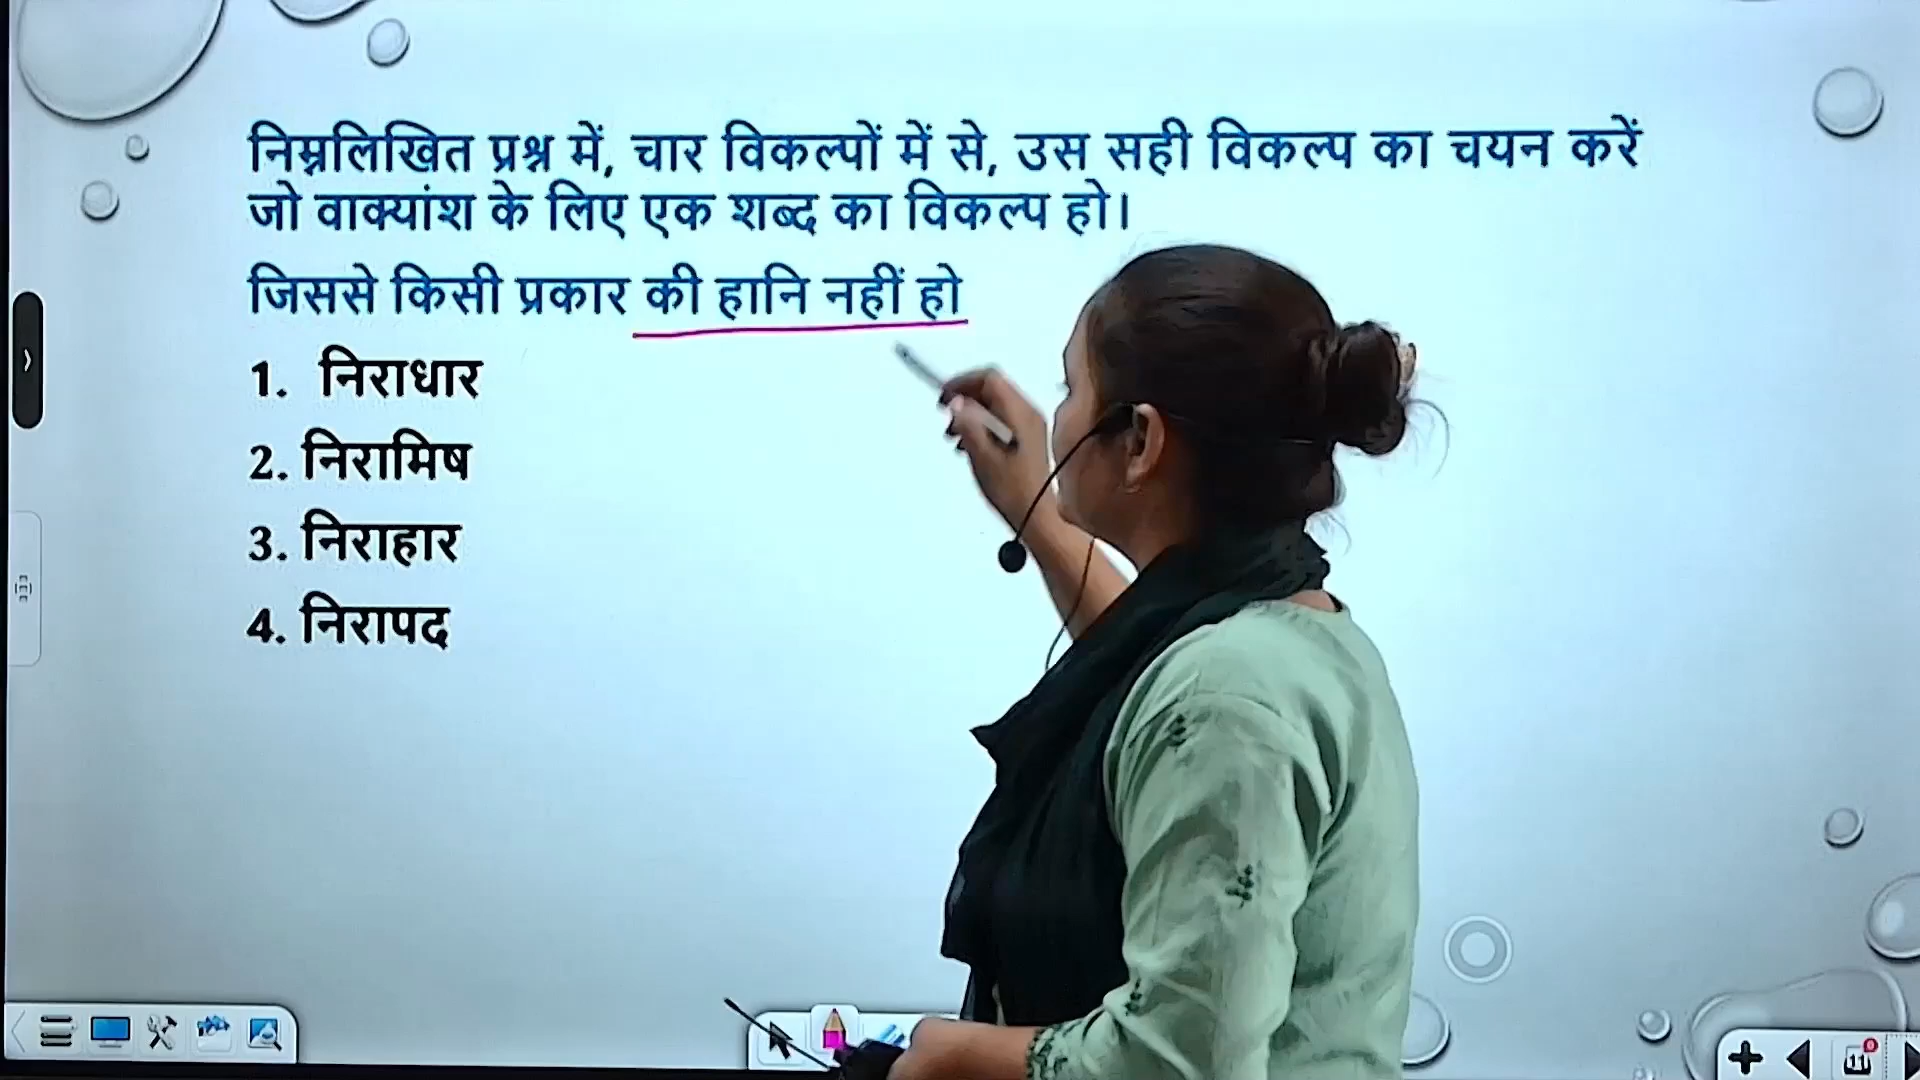 निम्नलिखित प्रश्न में, चार विकल्पों में से, उस सही विकल्प का चयन करें
जो वाक्यांश के लिए एक शब्द का विकल्प हो।
जिससे किसी प्रकार की हानि नहीं हो
1. निराधार
2. निरामिष
3. निराहार
4. निरापद
11